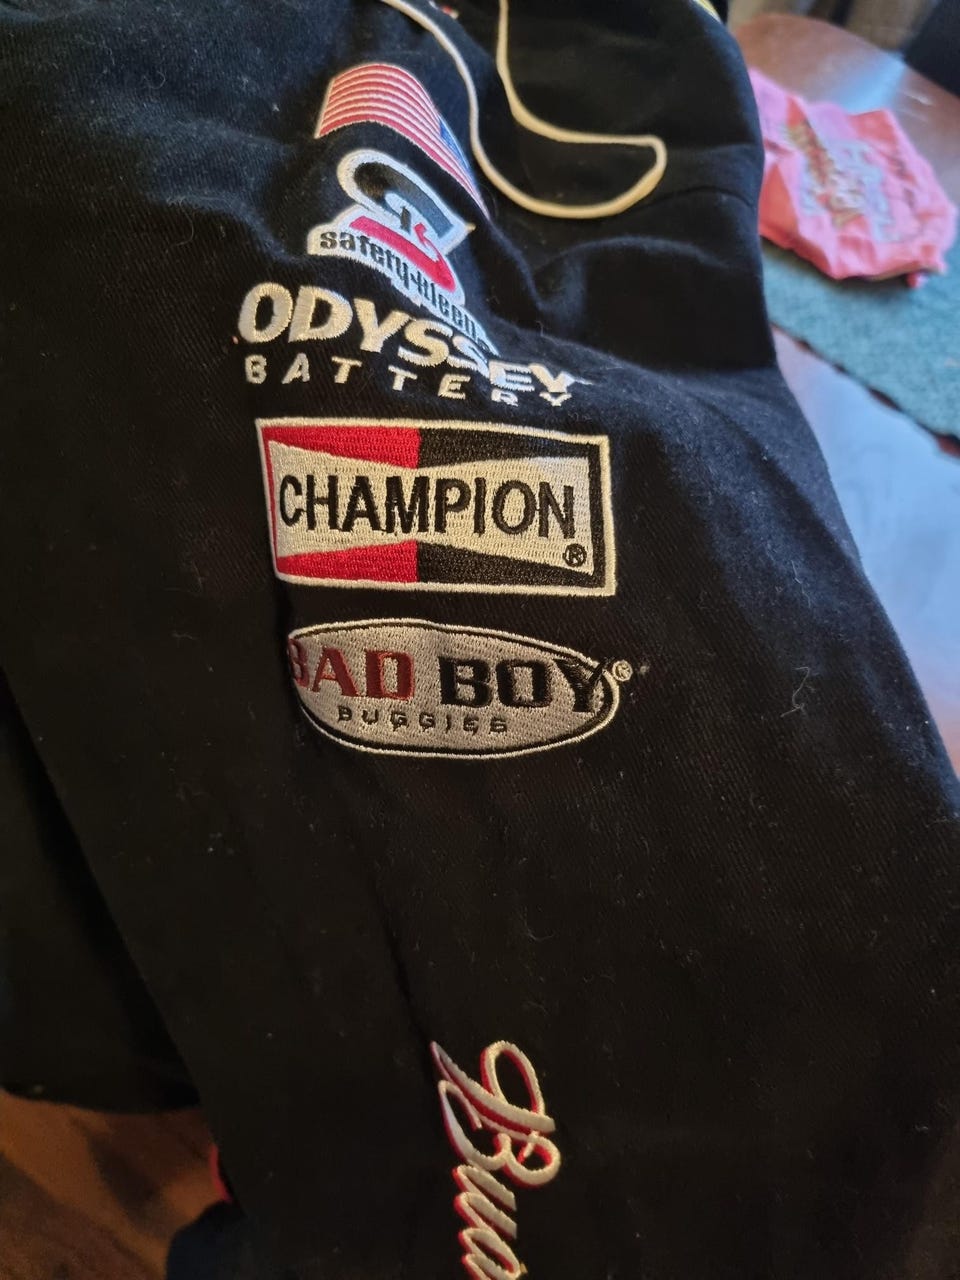 safety-kleen
ODYSSEY
BATTERY
CHAMPION
®
BAD BOY®
BUGGIES